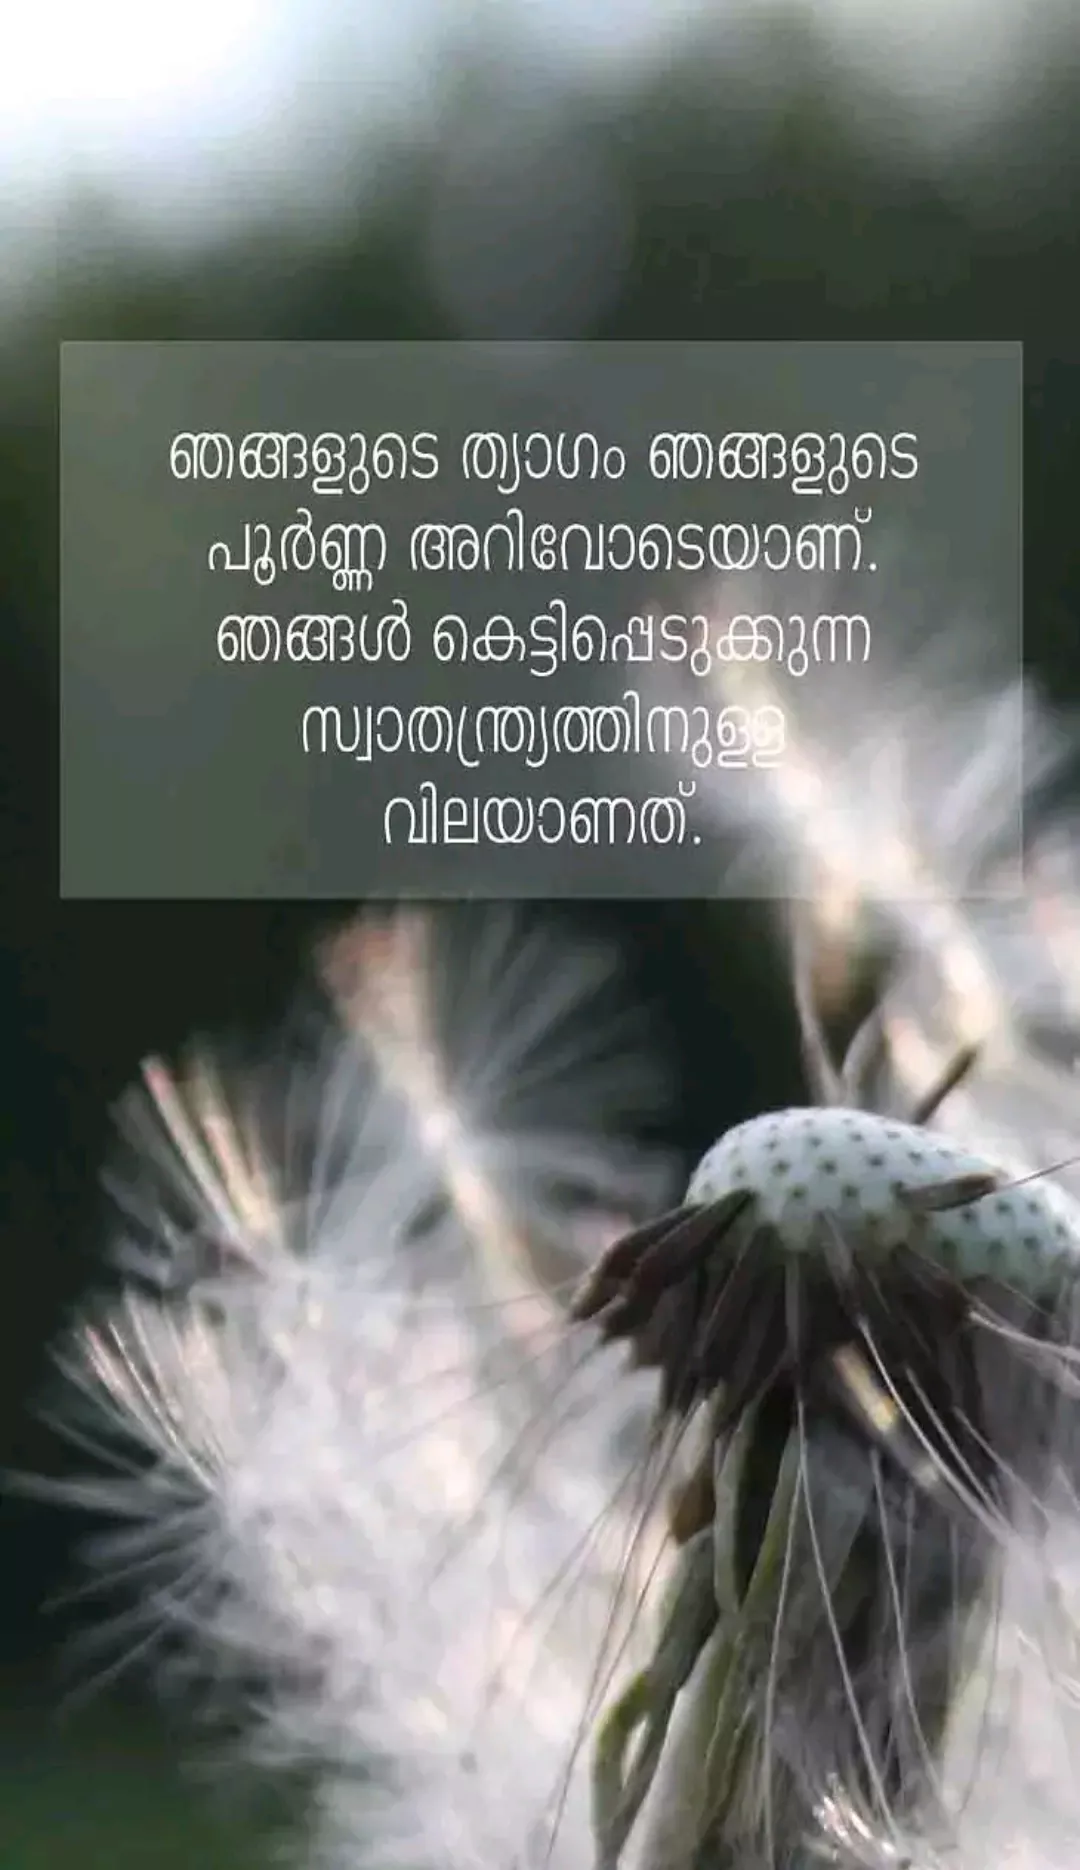 ഞങ്ങളുടെ ത്യാഗം ഞങ്ങളുടെ
പൂർണ്ണ അറിവോടെയാണ്.
ഞങ്ങൾ കെട്ടിപ്പെടുക്കുന്ന
സ്വാതന്ത്ര്യത്തിനുള്ള
വിലയാണത്.